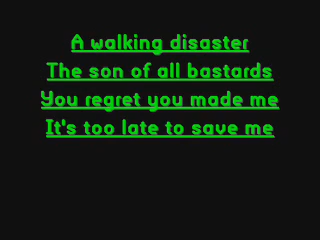 A walking disaster
The son of all bastards
You regret you made me
It's too late to save me